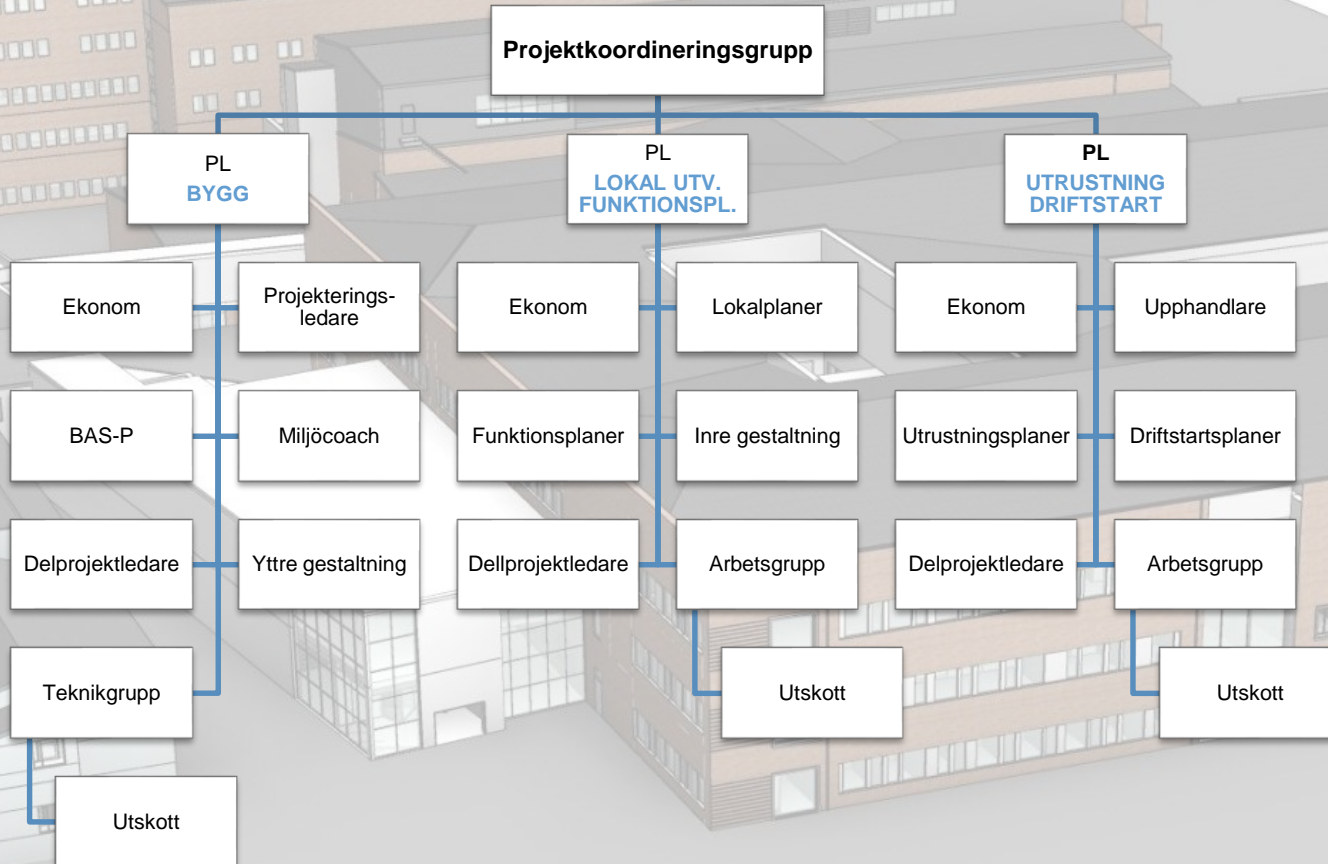 Projektkoordineringsgrupp
PL
BYGG
Ekonom
Projekterings-
ledare
BAS-P
Miljöcoach
Delprojektledare
Yttre gestaltning
Teknikgrupp
Utskott
PL
LOKAL UTV.
FUNKTIONSPL.
Ekonom
Lokalplaner
Funktionsplaner
Inre gestaltning
Dellprojektledare
Arbetsgrupp
Utskott
PL
UTRUSTNING
DRIFTSTART
Ekonom
Upphandlare
Utrustningsplaner
Driftstartsplaner
Delprojektledare
Arbetsgrupp
Utskott